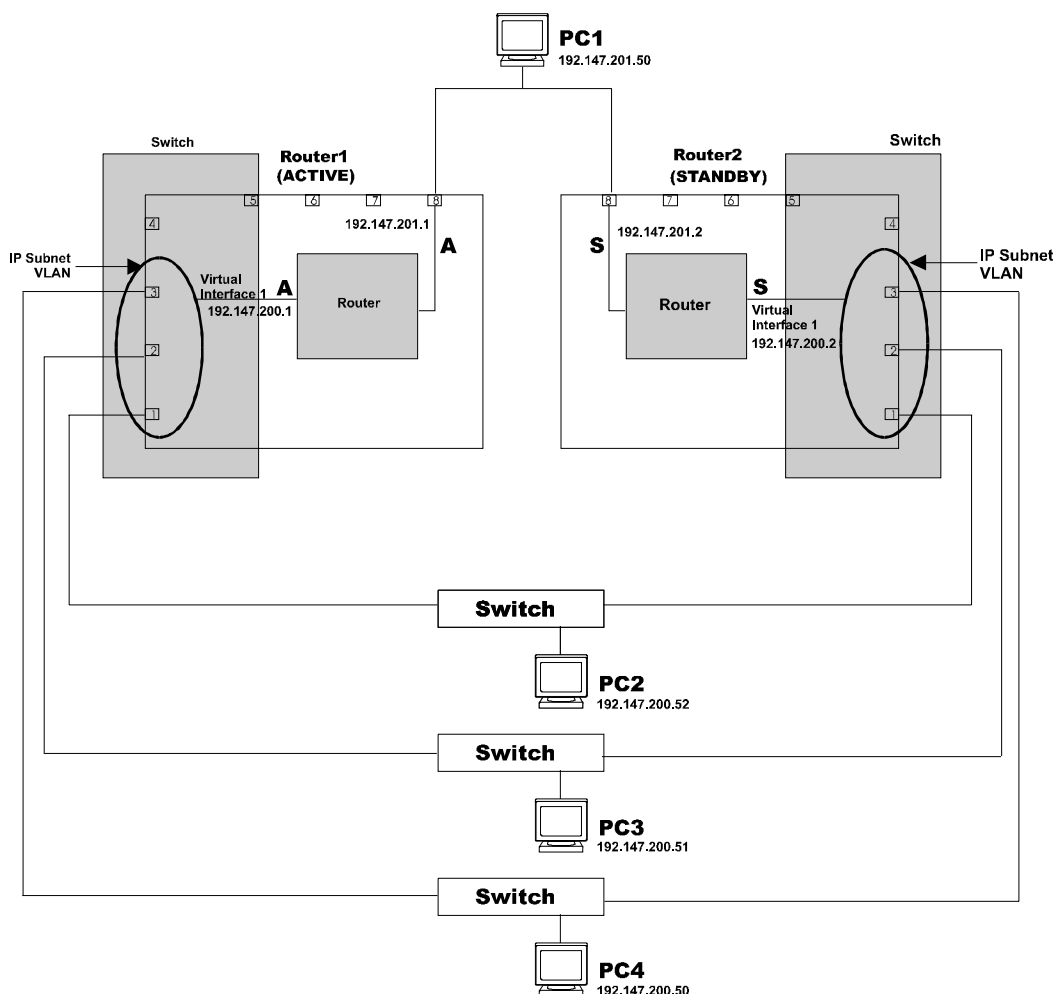 PC1
192.147.201.50
Switch
Router1
(ACTIVE)
Router2
(STANDBY)
Switch
5
6
7
8
8
7
6
5
4
4
192.147.201.1
A
S
192.147.201.2
IP Subnet
VLAN
IP Subnet
VLAN
Virtual
Interface 1
192.147.200.1
A
Router
Router
S
Virtual
Interface 1
192.147.200.2
3
3
2
2
1
1
Switch
PC2
192.147.200.52
Switch
PC3
192.147.200.51
Switch
PC4
192.147.200.50